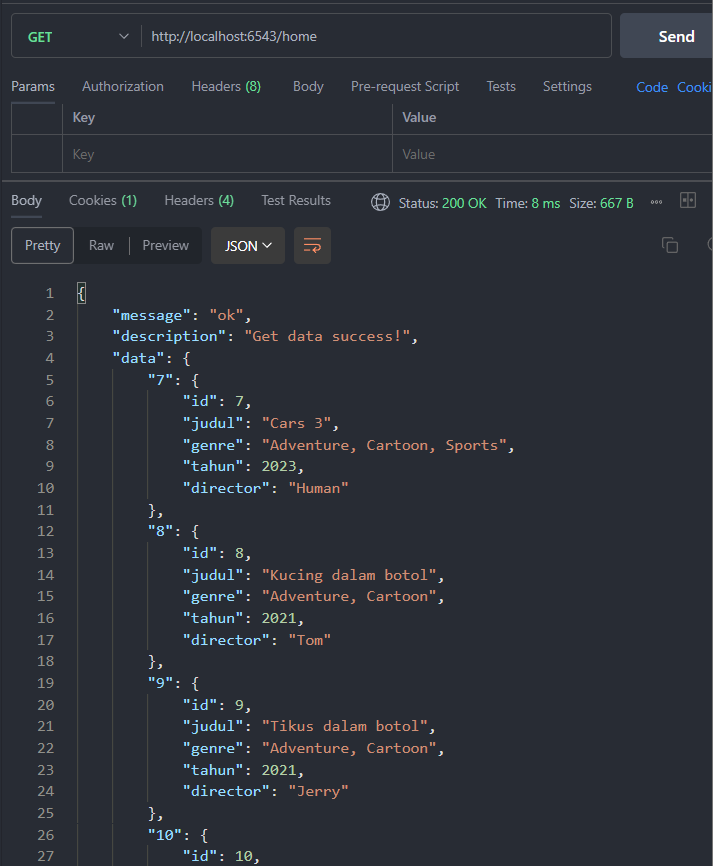 GET http://localhost:6543/home Send
Params Authorization Headers (8) Body Pre-request Script Tests Settings Code Cooki
Key Value
Key Value
Body Cookies (1) Headers (4) Test Results Status: 200 OK Time: 8 ms Size: 667 B
Pretty Raw Preview JSON
1 {
2 "message": "ok",
3 "description": "Get data success!",
4 "data": {
5 "7": {
6 "id": 7,
7 "judul": "Cars 3",
8 "genre": "Adventure, Cartoon, Sports",
9 "tahun": 2023,
10 "director": "Human"
11 },
12 "8": {
13 "id": 8,
14 "judul": "Kucing dalam botol",
15 "genre": "Adventure, Cartoon",
16 "tahun": 2021,
17 "director": "Tom"
18 },
19 "9": {
20 "id": 9,
21 "judul": "Tikus dalam botol",
22 "genre": "Adventure, Cartoon",
23 "tahun": 2021,
24 "director": "Jerry"
25 },
26 "10": {
27 "id": 10,